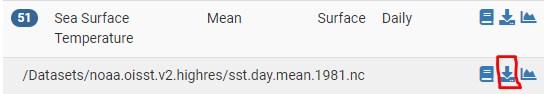 51 Sea Surface Mean Surface Daily
Temperature
/Datasets/noaa.oisst.v2.highres/sst.day.mean.1981.nc